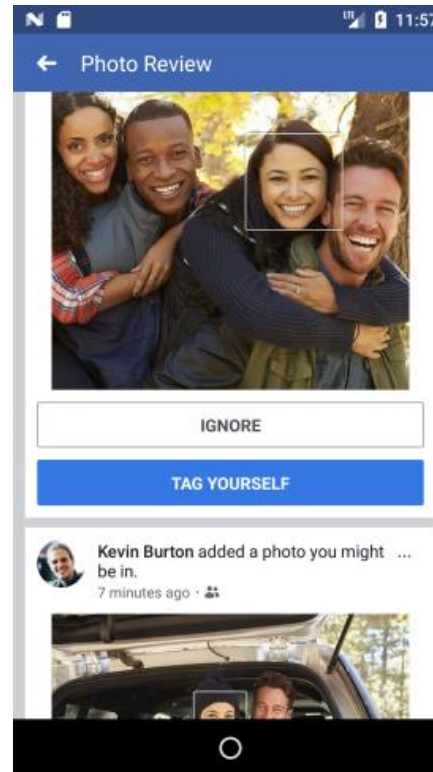 11:57
Photo Review
IGNORE
TAG YOURSELF
Kevin Burton added a photo you might ...
be in.
7 minutes ago ·